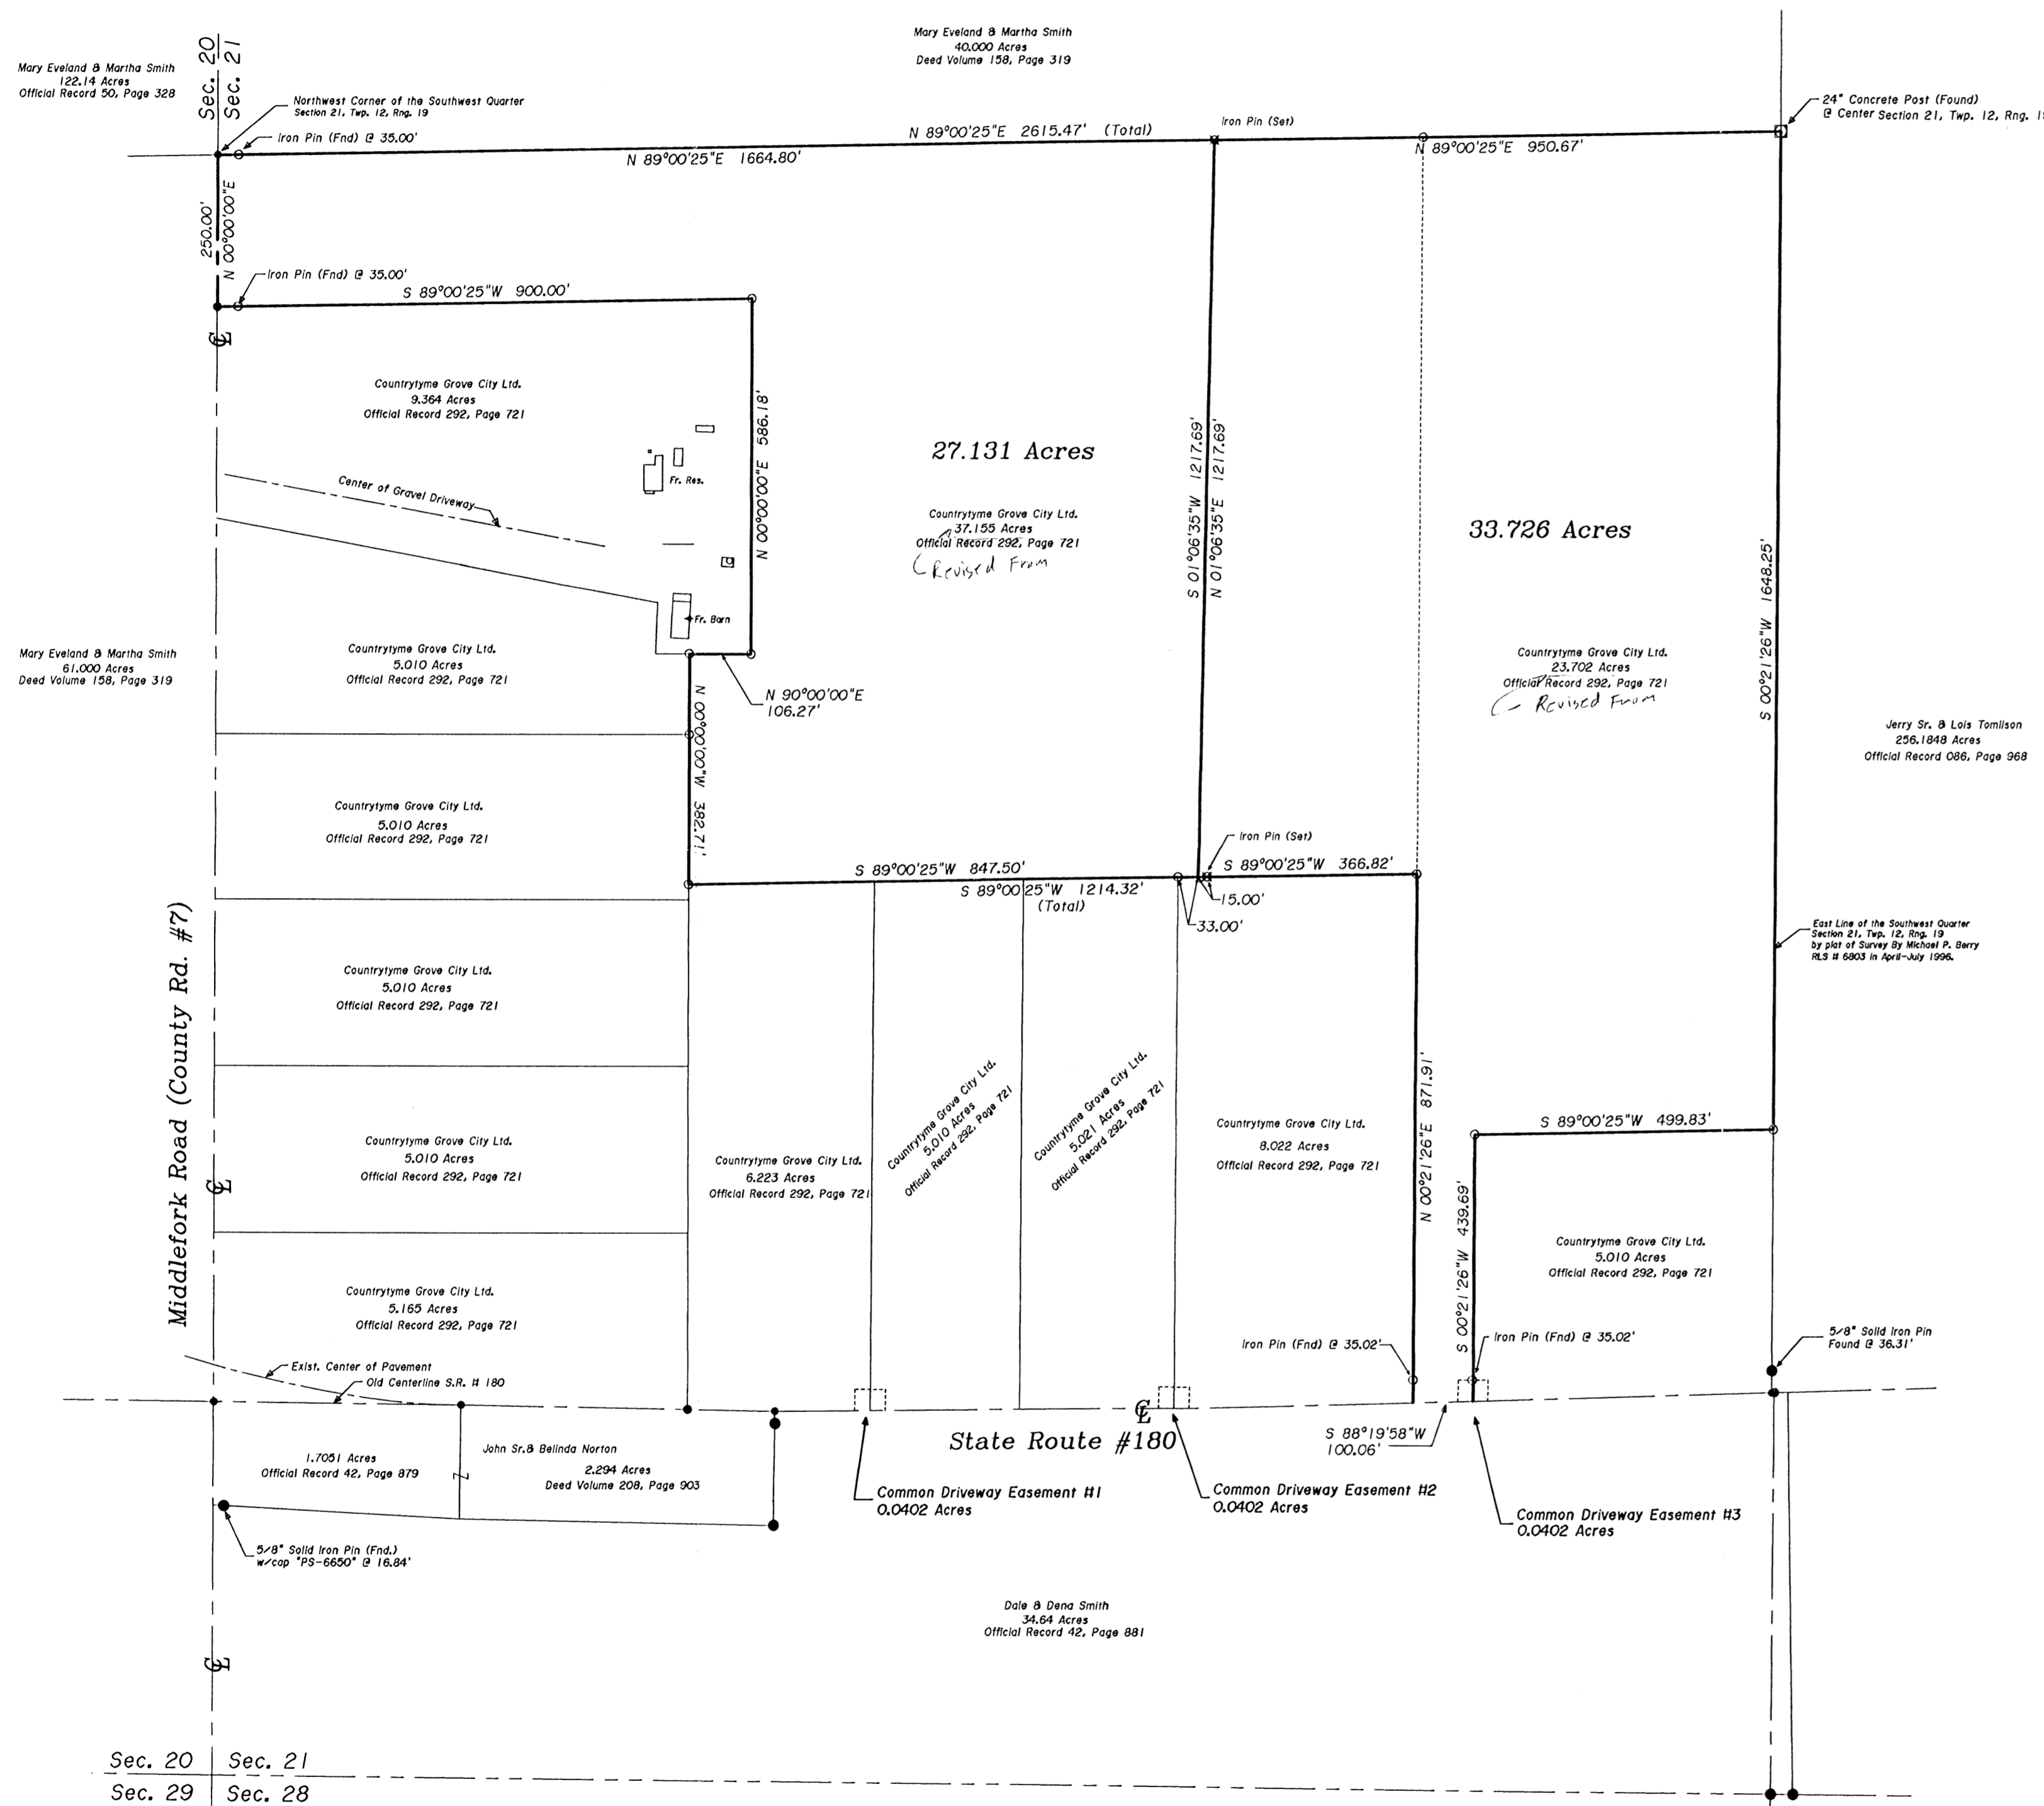 Mary Eveland & Martha Smith
40.000 Acres
Deed Volume 158, Page 319
Mary Eveland & Martha Smith
122.14 Acres
Official Record 50, Page 328
Sec. 20
Sec. 21
Northwest Corner of the Southwest Quarter
Section 21, Twp. 12, Rng. 19
Iron Pin (Fnd) @ 35.00'
N 89°00'25"E 2615.47' (Total)
Iron Pin (Set)
24" Concrete Post (Found)
@ Center Section 21, Twp. 12, Rng. 1
N 89°00'25"E 1664.80'
N 89°00'25"E 950.67'
250.00'
N 00°00'00"E
Iron Pin (Fnd) @ 35.00'
S 89°00'25"W 900.00'
Countrytyme Grove City Ltd.
9.364 Acres
Official Record 292, Page 721
N 00°00'00"E 586.18'
27.131 Acres
S 01°06'35"W 1217.69'
N 01°06'35"E 1217.69'
Fr. Res.
Center of Gravel Driveway
Countrytyme Grove City Ltd.
37.155 Acres
Official Record 292, Page 721
Revised From
33.726 Acres
S 00°21'26"W 1648.25'
Fr. Barn
Mary Eveland & Martha Smith
61.000 Acres
Deed Volume 158, Page 319
Countrytyme Grove City Ltd.
5.010 Acres
Official Record 292, Page 721
N 90°00'00"E
106.27'
Countrytyme Grove City Ltd.
23.702 Acres
Official Record 292, Page 721
Revised From
Jerry Sr. & Lois Tomlison
256.1848 Acres
Official Record 086, Page 968
N 00°00'00"W 382.71'
Countrytyme Grove City Ltd.
5.010 Acres
Official Record 292, Page 721
Iron Pin (Set)
S 89°00'25"W 847.50'
S 89°00'25"W 366.82'
S 89°00'25"W 1214.32'
(Total)
15.00'
33.00'
East Line of the Southwest Quarter
Section 21, Twp. 12, Rng. 19
by plat of Survey By Michael P. Berry
RLS # 6803 in April-July 1996.
Middlefork Road (County Rd. #7)
Countrytyme Grove City Ltd.
5.010 Acres
Official Record 292, Page 721
Countrytyme Grove City Ltd.
5.010 Acres
Official Record 292, Page 721
Countrytyme Grove City Ltd.
6.223 Acres
Official Record 292, Page 721
Countrytyme Grove City Ltd.
5.010 Acres
Official Record 292, Page 721
Countrytyme Grove City Ltd.
5.021 Acres
Official Record 292, Page 721
Countrytyme Grove City Ltd.
8.022 Acres
Official Record 292, Page 721
N 00°21'26"E 871.91'
S 89°00'25"W 499.83'
S 00°21'26"W 439.69'
Countrytyme Grove City Ltd.
5.010 Acres
Official Record 292, Page 721
Countrytyme Grove City Ltd.
5.165 Acres
Official Record 292, Page 721
Iron Pin (Fnd) @ 35.02'
Iron Pin (Fnd) @ 35.02'
5/8" Solid Iron Pin
Found @ 36.31'
Exist. Center of Pavement
Old Centerline S.R. # 180
State Route #180
S 88°19'58"W
100.06'
1.7051 Acres
Official Record 42, Page 879
John Sr.& Belinda Norton
2.294 Acres
Deed Volume 208, Page 903
Common Driveway Easement #1
0.0402 Acres
Common Driveway Easement #2
0.0402 Acres
Common Driveway Easement #3
0.0402 Acres
5/8" Solid Iron Pin (Fnd.)
w/cap "PS-6650" @ 16.84'
Dale & Dena Smith
34.64 Acres
Official Record 42, Page 881
Sec. 20
Sec. 21
Sec. 29
Sec. 28